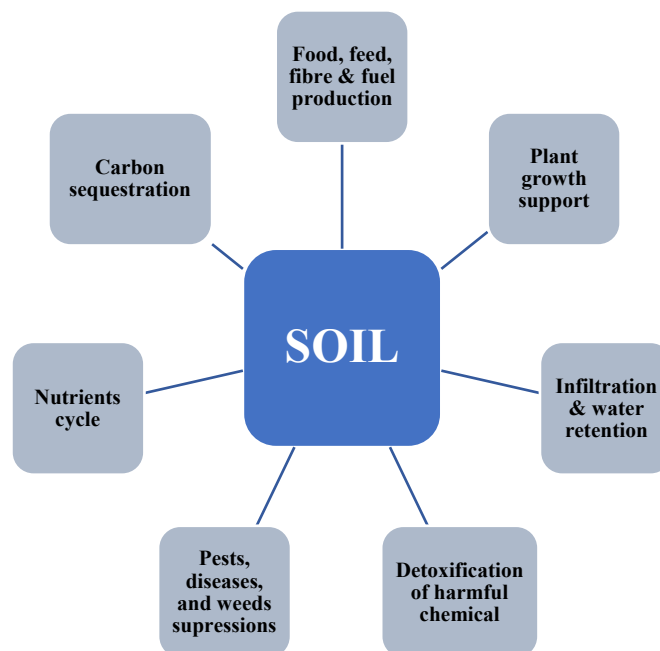 Food, feed,
fibre & fuel
production
Carbon
sequestration
Plant
growth
support
SOIL
Nutrients
cycle
Infiltration
& water
retention
Pests,
diseases,
and weeds
supressions
Detoxification
of harmful
chemical